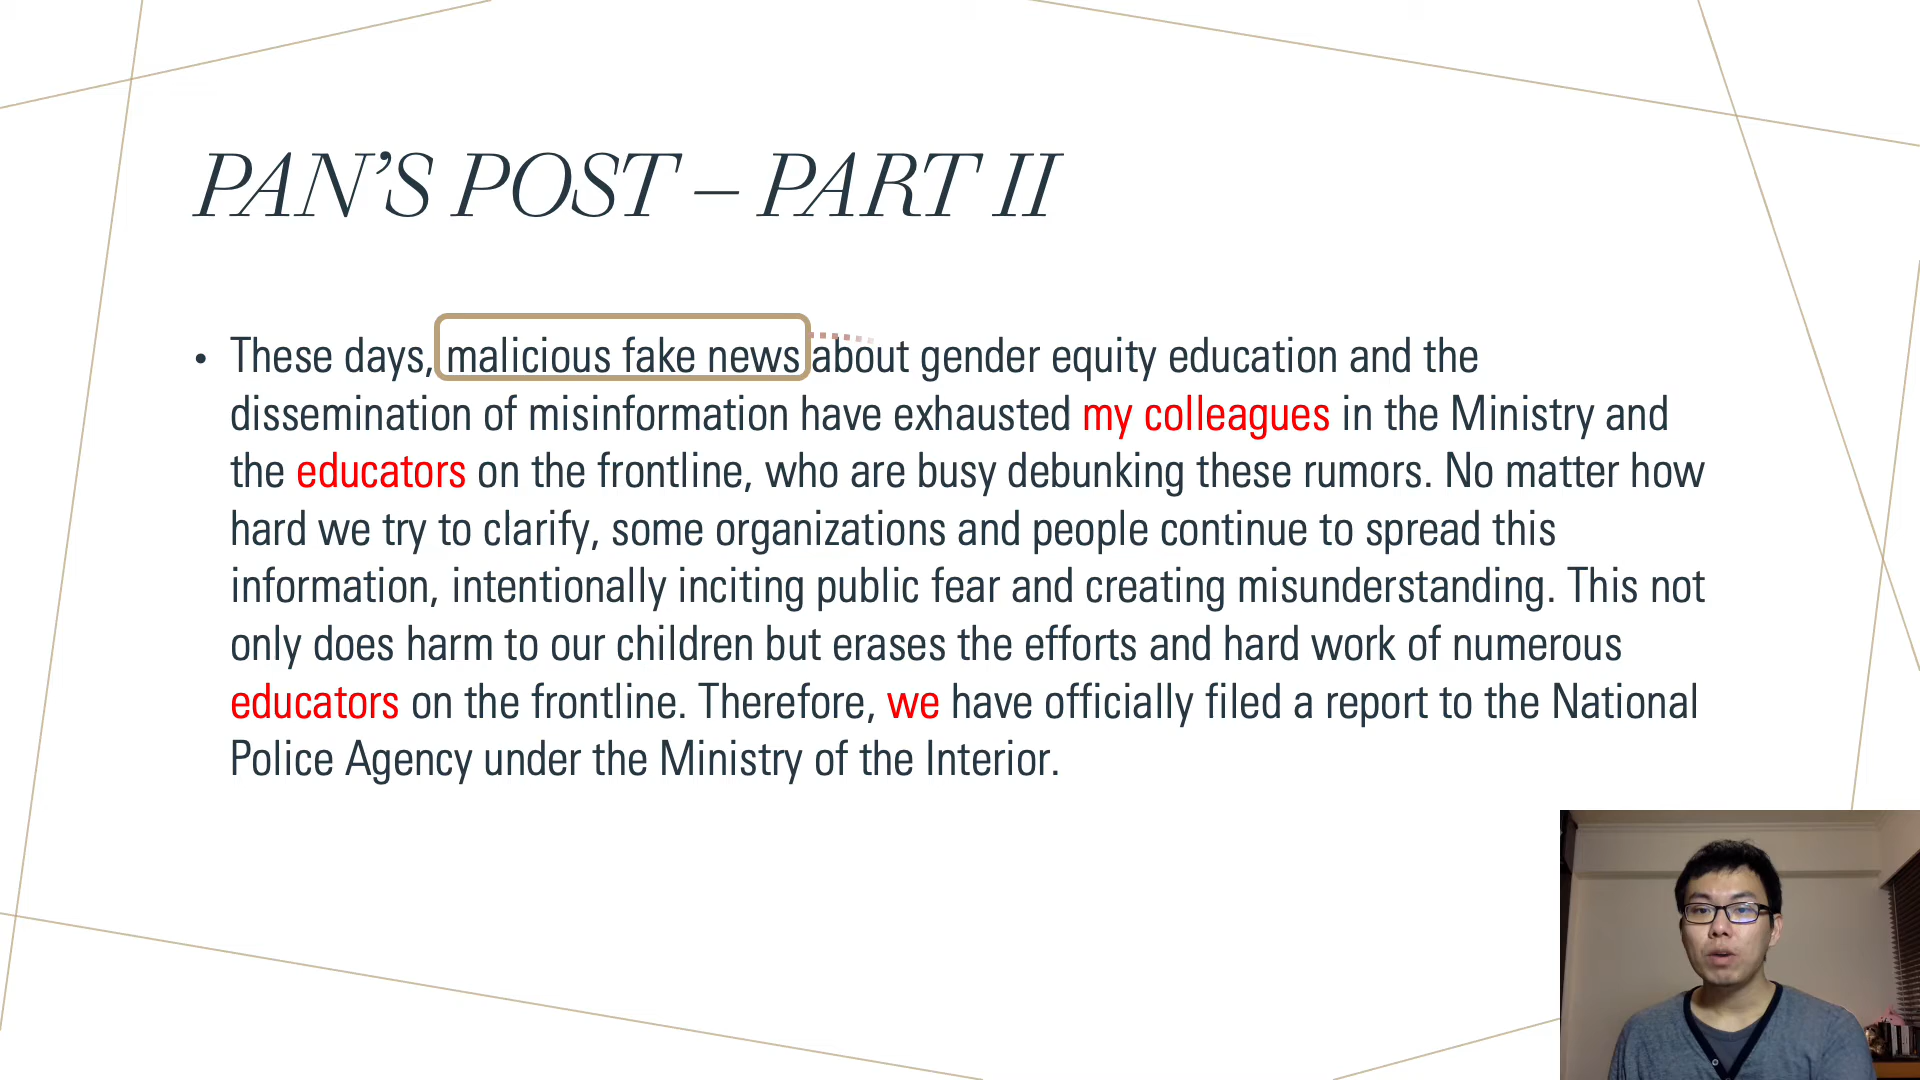 PAN'S POST – PART II
• These days, malicious fake news about gender equity education and the
dissemination of misinformation have exhausted my colleagues in the Ministry and
the educators on the frontline, who are busy debunking these rumors. No matter how
hard we try to clarify, some organizations and people continue to spread this
information, intentionally inciting public fear and creating misunderstanding. This not
only does harm to our children but erases the efforts and hard work of numerous
educators on the frontline. Therefore, we have officially filed a report to the National
Police Agency under the Ministry of the Interior.